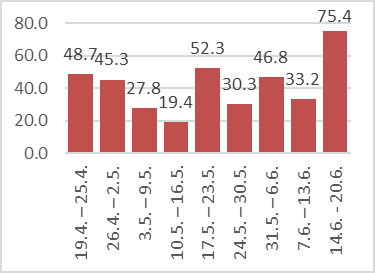 80.0
60.0
40.0
20.0
0.0
48.7
45.3
27.8
19.4
52.3
30.3
46.8
33.2
75.4
19.4. – 25.4.
26.4. – 2.5.
3.5. – 9.5.
10.5. – 16.5.
17.5. – 23.5.
24.5. – 30.5.
31.5. – 6.6.
7.6. – 13.6.
14.6. - 20.6.